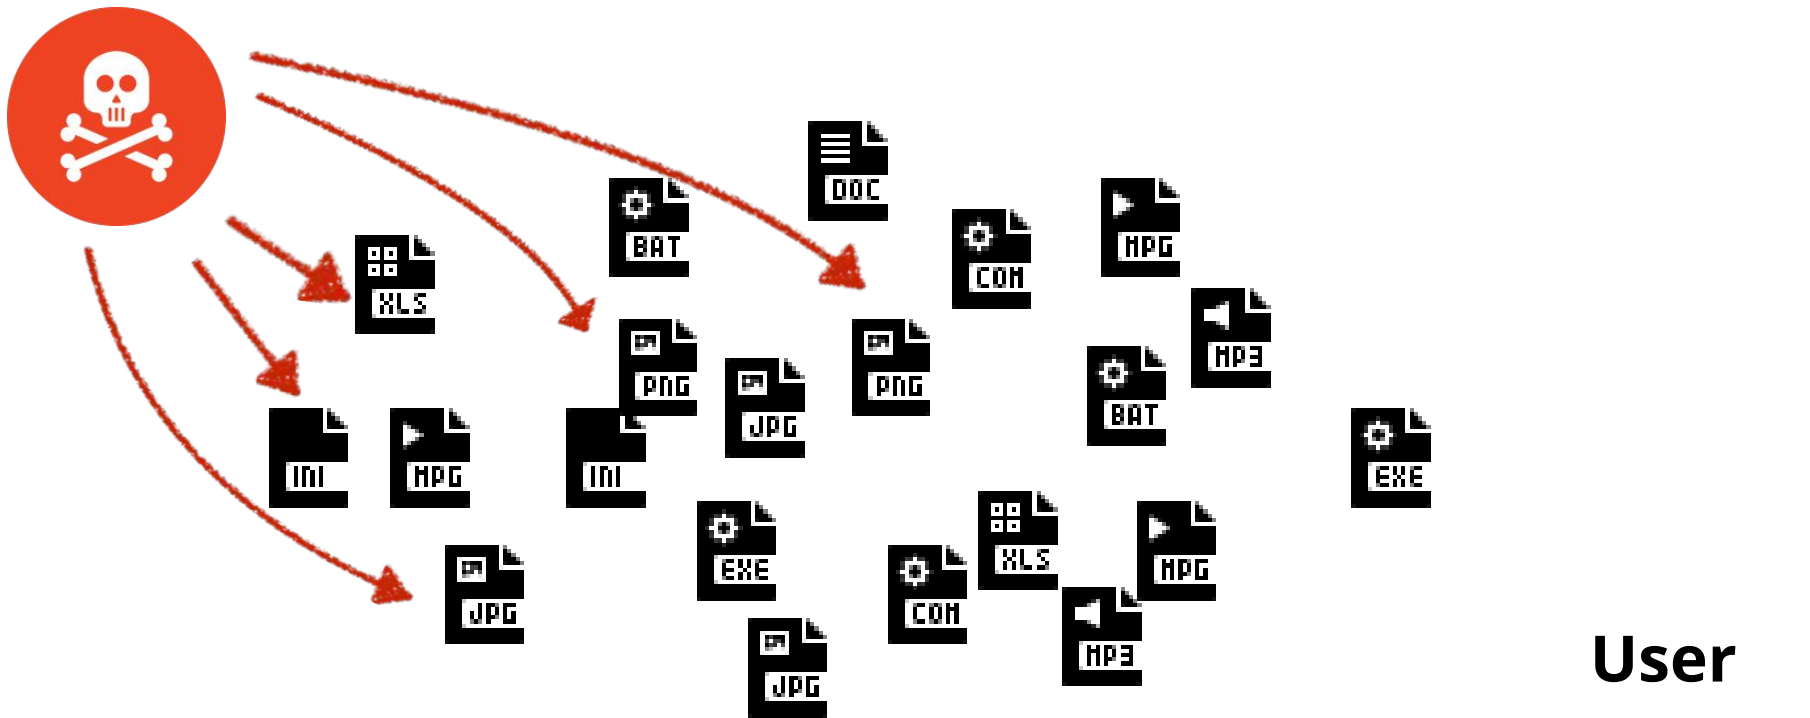 DOC
BAT
MPG
COM
XLS
MP3
PNG
PNG
JPG
BAT
INI
MPG
INI
EXE
EXE
XLS
MPG
JPG
COM
MP3
JPG
User